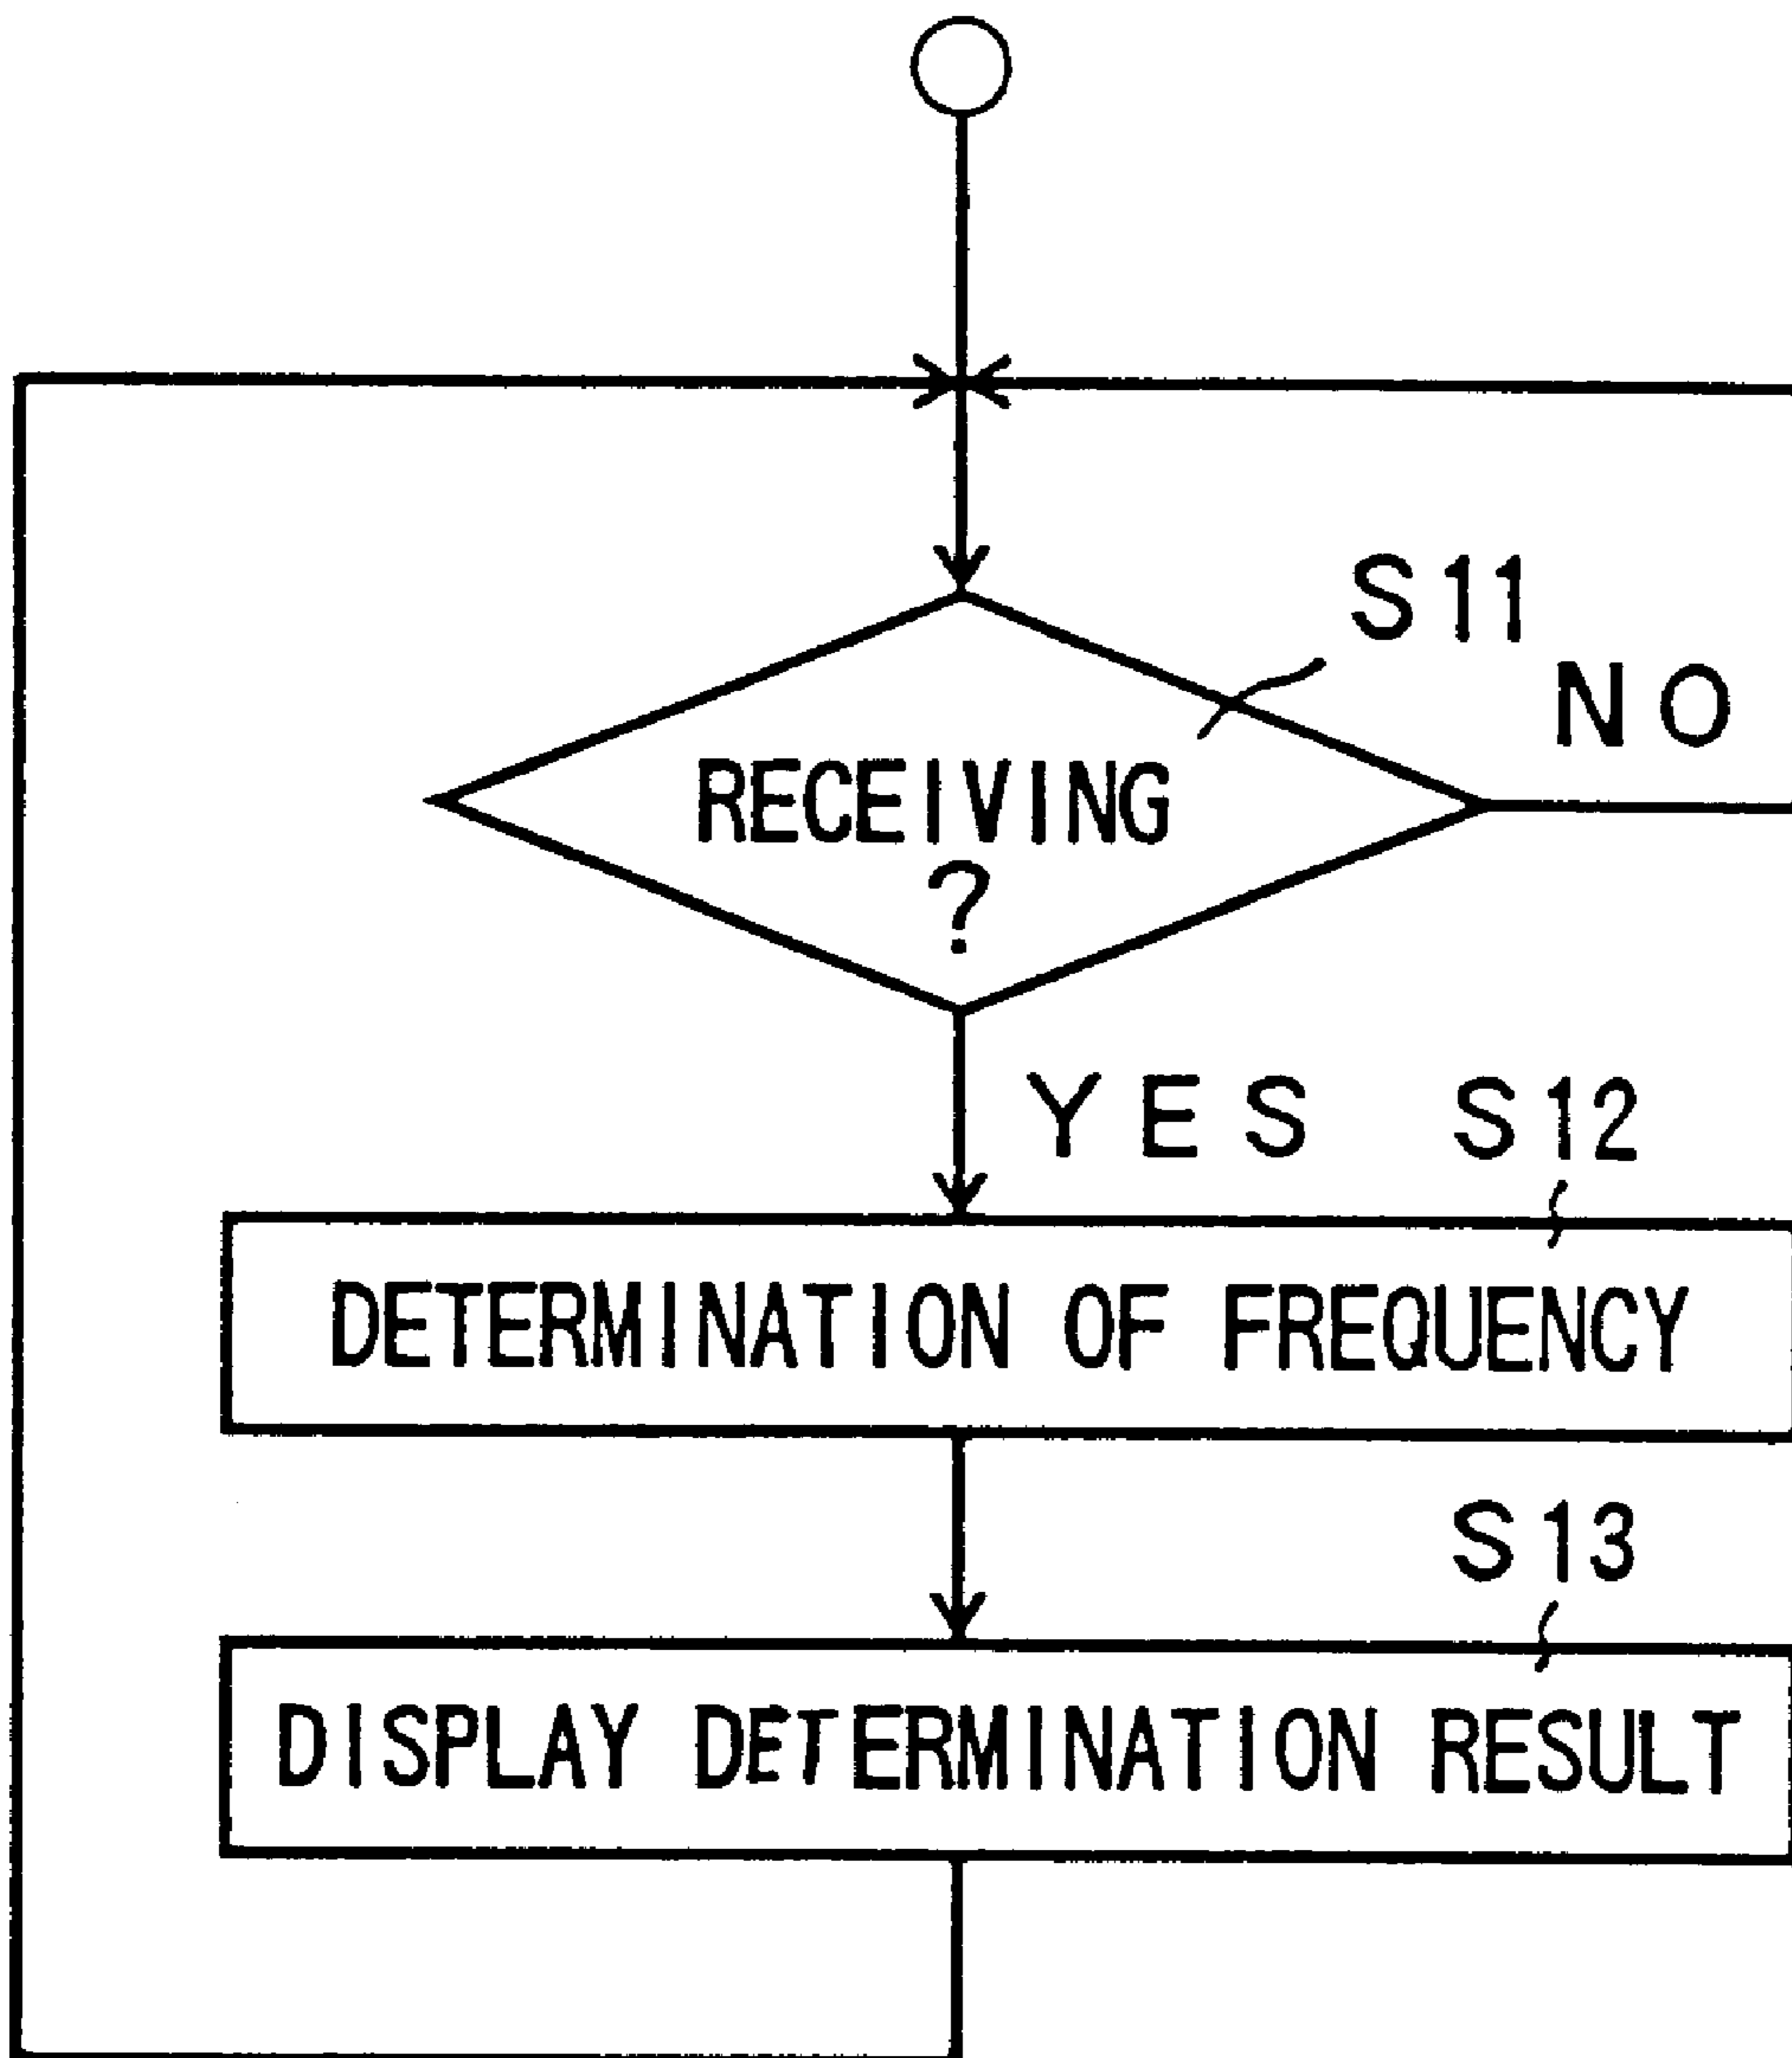 S11
NO
RECEIVING
?
YES S12
DETERMINATION OF FREQUENCY
S13
DISPLAY DETERMINATION RESULT